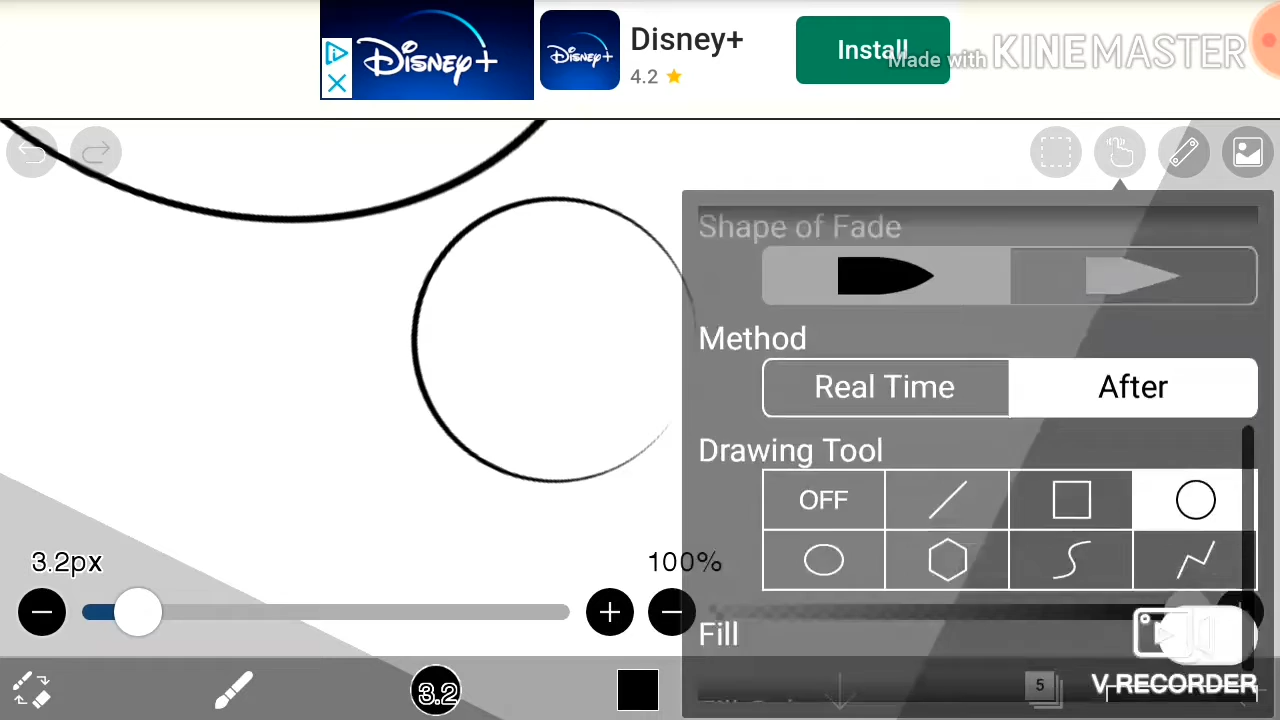 DISNEY+
DISNEY+
Disney+
4.2
Install
Made with KINEMASTER
Shape of Fade
Method
Real Time
After
Drawing Tool
OFF
3.2px
100%
Fill
3.2
5
V RECORDER